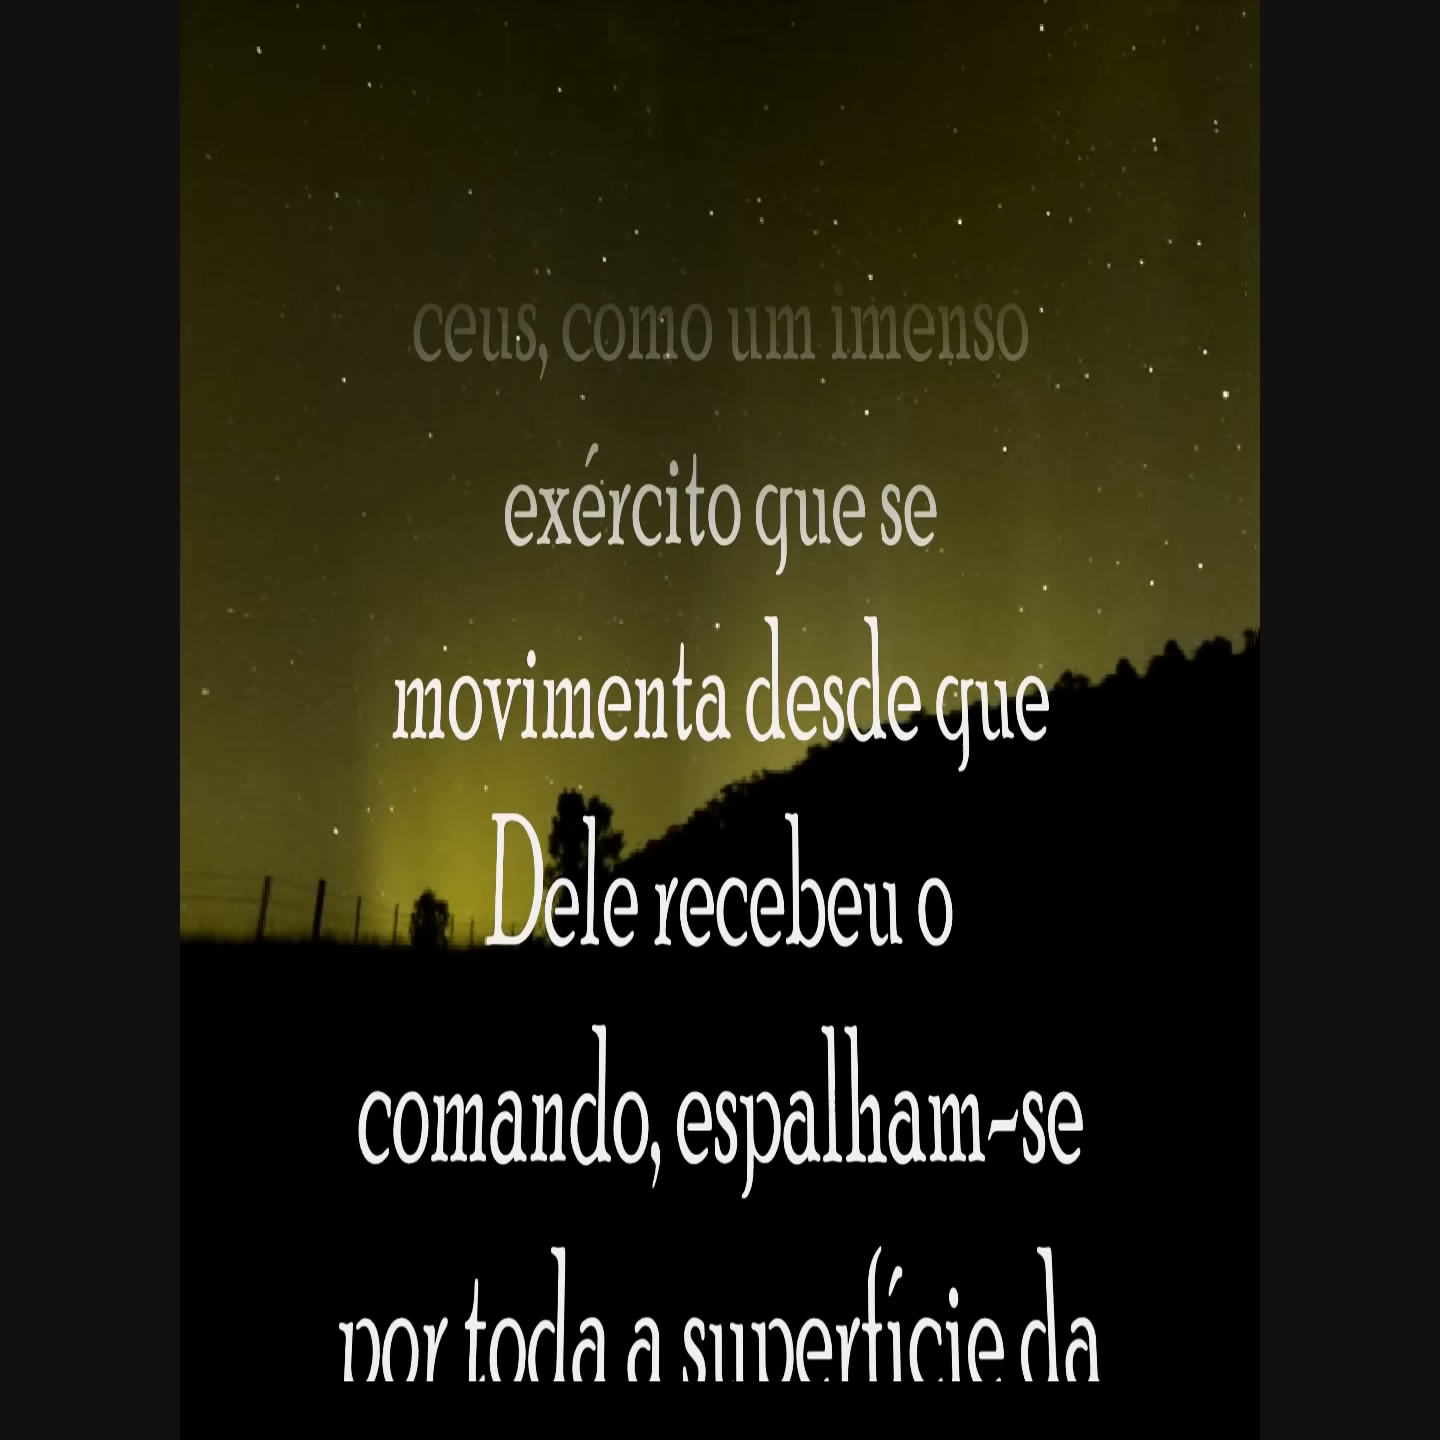 ceus, como um imenso
exército que se
movimenta desde que
Dele recebeu o
comando, espalham-se
por toda a superfície da